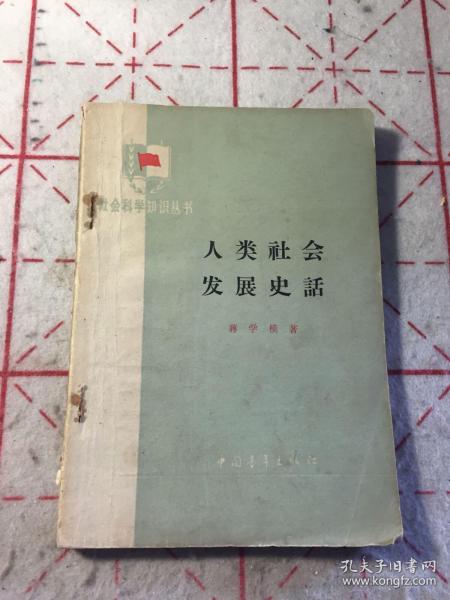 社会科学知识丛书
人类社会
发展史話
蒋学模著
中国青年出版社
孔夫子旧书网
www.kongfz.com